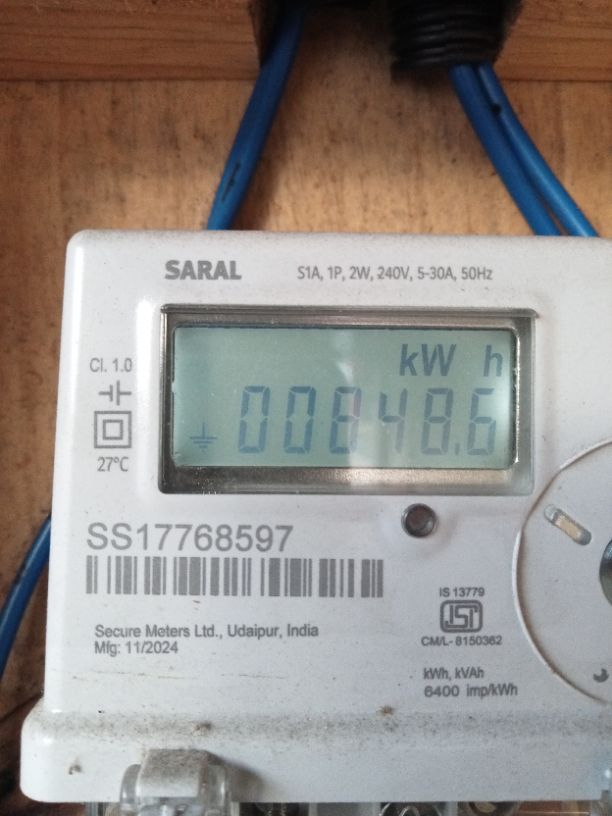 SARAL
S1A, 1P, 2W, 240V, 5-30A, 50Hz
kW h
00848.6
Cl. 1.0
27°C
SS17768597
Secure Meters Ltd., Udaipur, India
Mfg: 11/2024
IS 13779
ISI
CM/L- 8150362
kWh, kVAh
6400 imp/kWh